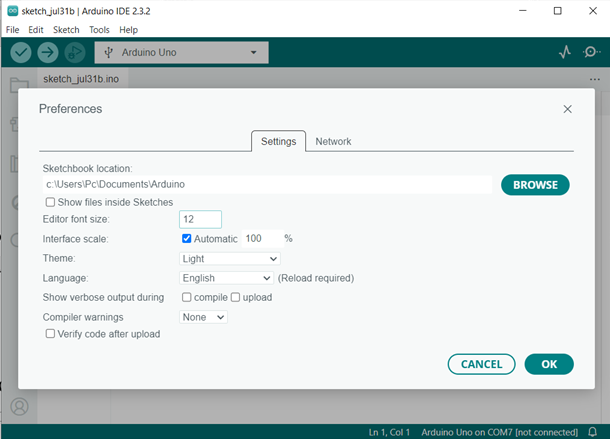 sketch_jul31b | Arduino IDE 2.3.2
File Edit Sketch Tools Help
Arduino Uno
sketch_jul31b.ino
...
Preferences
Settings Network
Sketchbook location:
c:\Users\Pc\Documents\Arduino
BROWSE
Show files inside Sketches
Editor font size: 12
Interface scale: Automatic 100 %
Theme: Light
Language: English (Reload required)
Show verbose output during compile upload
Compiler warnings None
Verify code after upload
CANCEL OK
Ln 1, Col 1 Arduino Uno on COM7 [not connected]